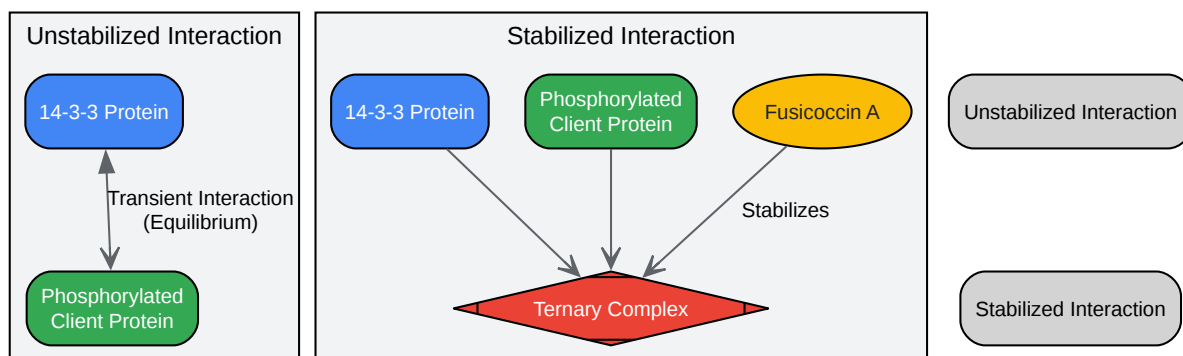 Unstabilized Interaction
14-3-3 Protein
Transient Interaction
(Equilibrium)
Phosphorylated
Client Protein
Stabilized Interaction
14-3-3 Protein
Phosphorylated
Client Protein
Fusicoccin A
Stabilizes
Ternary Complex
Unstabilized Interaction
Stabilized Interaction